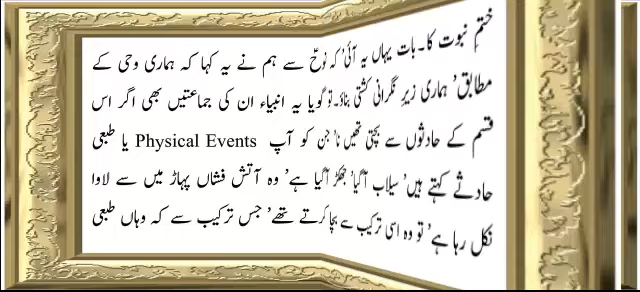 ختمِ نبوت کا۔ بات یہاں یہ آئی‘ کہ نوحؑ سے ہم نے یہ کہا کہ ہماری وحی کے
مطابق‘ ہماری زیرِ نگرانی کشتی بناؤ۔ تو گویا یہ انبیاء ان کی جماعتیں بھی اگر اس
قسم کے حادثوں سے بچتی تھیں نا‘ جن کو آپ Physical Events یا طبعی
حادثے کہتے ہیں‘ سیلاب آ گیا‘ جھکڑ آ گیا ہے‘ وہ آتش فشاں پہاڑ میں سے لاوا
نکل رہا ہے‘ تو وہ اسی ترکیب سے بچا کرتے تھے‘ جس ترکیب سے کہ وہاں طبعی